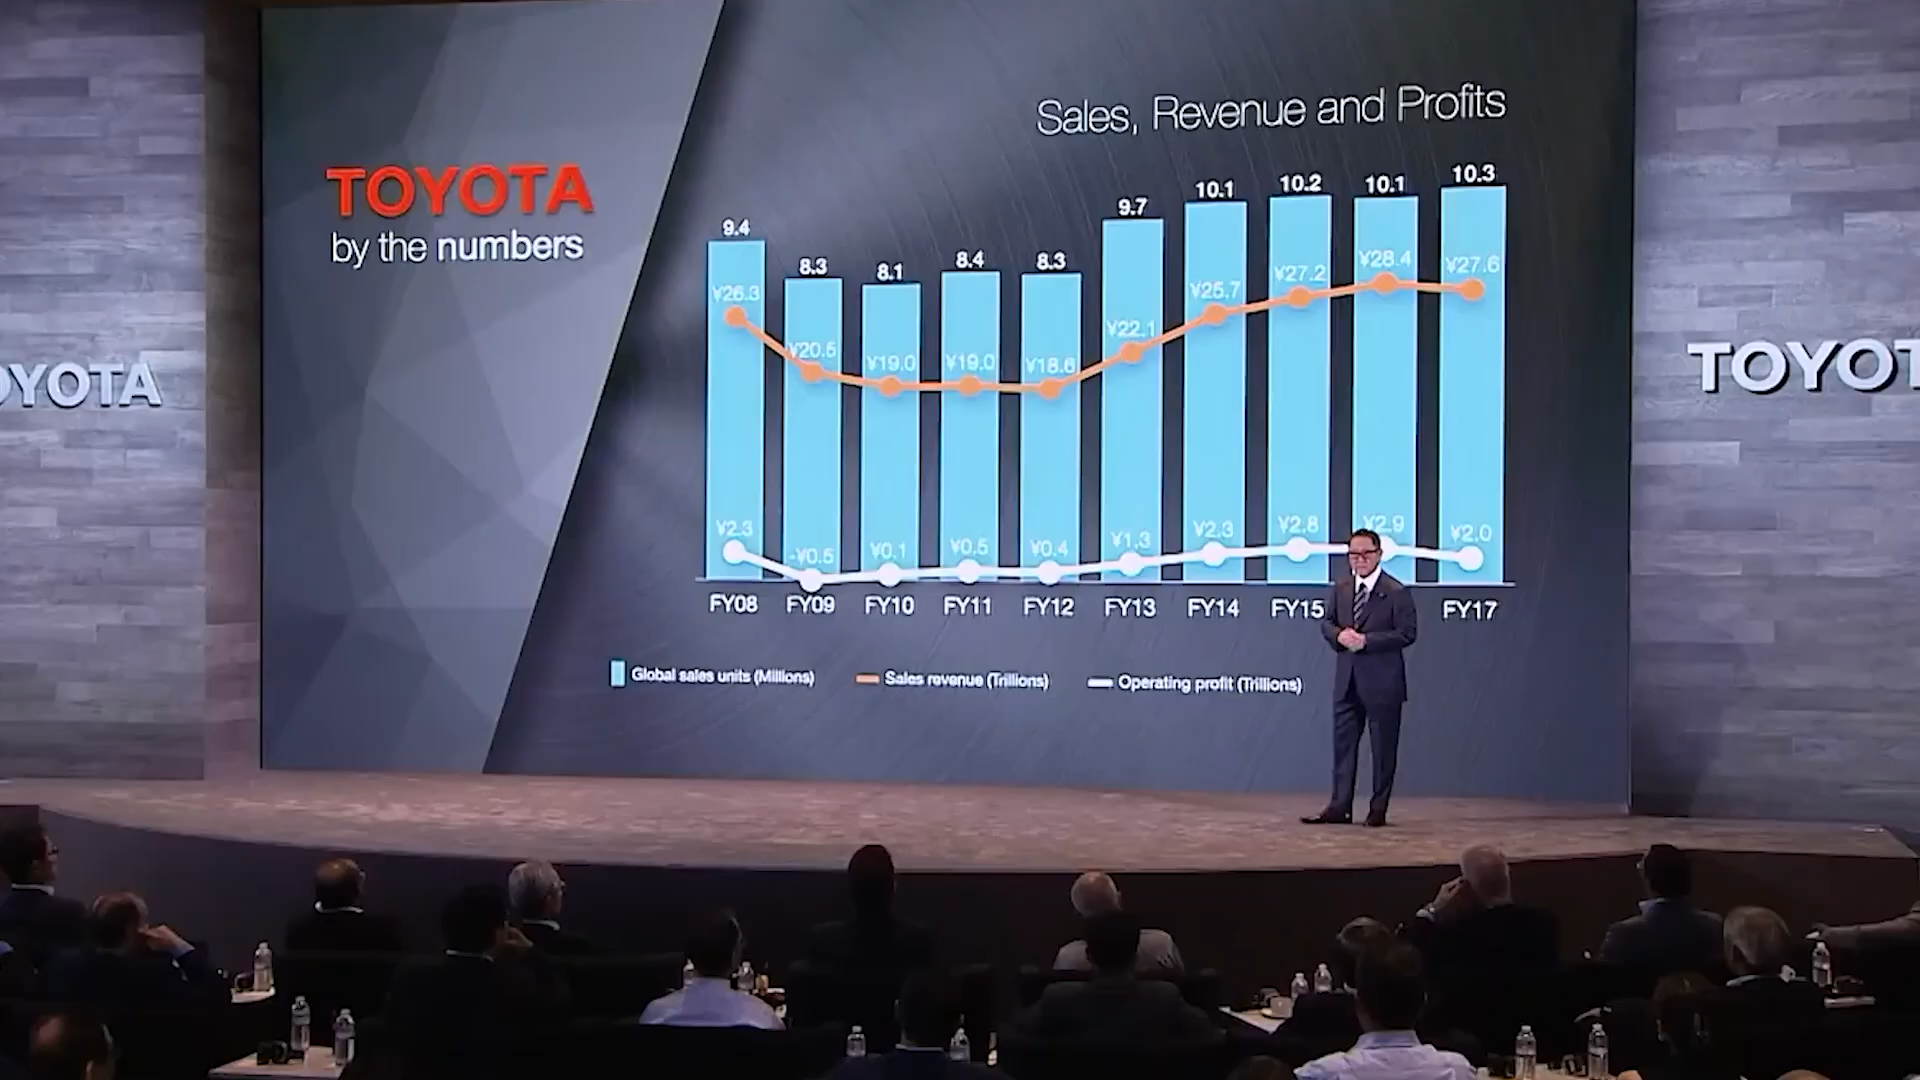 Sales, Revenue and Profits
TOYOTA
by the numbers
9.4 8.3 8.1 8.4 8.3 9.7 10.1 10.2 10.1 10.3
¥26.3 ¥20.5 ¥19.0 ¥19.0 ¥18.6 ¥22.1 ¥25.7 ¥27.2 ¥28.4 ¥27.6
¥2.3 -¥0.5 ¥0.1 ¥0.5 ¥0.4 ¥1.3 ¥2.3 ¥2.8 ¥2.9 ¥2.0
FY08 FY09 FY10 FY11 FY12 FY13 FY14 FY15 FY17
Global sales units (Millions) Sales revenue (Trillions) Operating profit (Trillions)
OYOTA
TOYOT